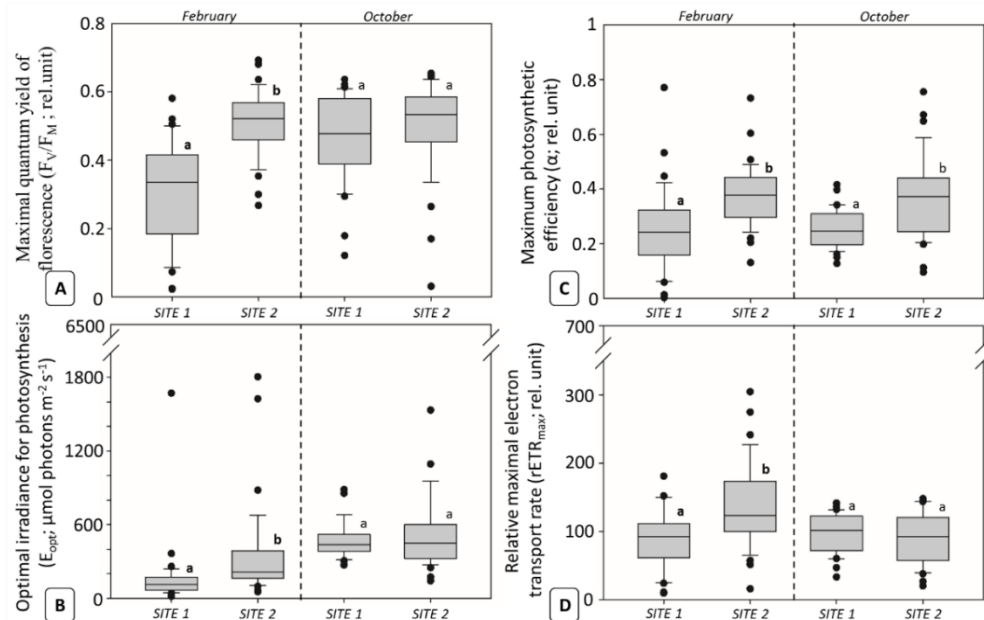 February
October
Maximal quantum yield of
florescence (FV/FM ; rel.unit)
0.8
0.6
0.4
0.2
0
a
b
a
a
A
SITE 1
SITE 2
SITE 1
SITE 2
February
October
Maximum photosynthetic
efficiency (α; rel. unit)
1
0.8
0.6
0.4
0.2
0
a
b
a
b
C
SITE 1
SITE 2
SITE 1
SITE 2
Optimal irradiance for photosynthesis
(Eopt; μmol photons m⁻² s⁻¹)
6500
1800
1200
600
0
a
b
a
a
B
SITE 1
SITE 2
SITE 1
SITE 2
Relative maximal electron
transport rate (rETRmax; rel. unit)
700
300
200
100
0
a
b
a
a
D
SITE 1
SITE 2
SITE 1
SITE 2